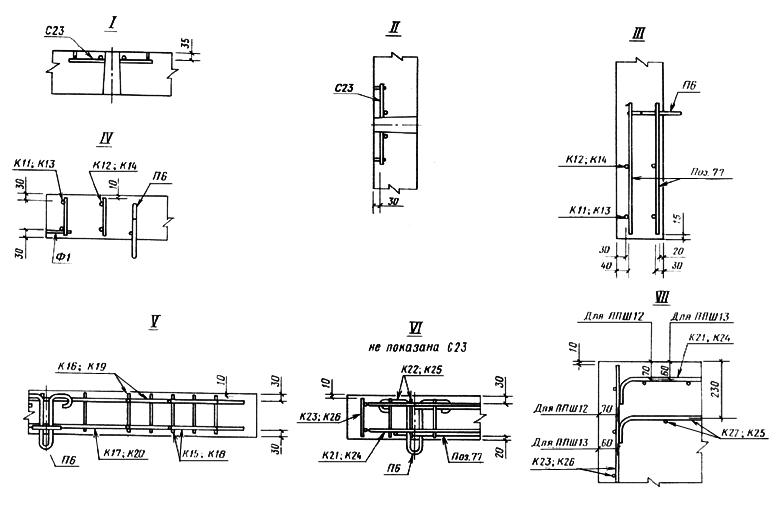 I
С23
35
II
С23
30
III
П6
К12; К14
Поз.77
К11; К13
15
30
20
40
30
IV
К11; К13
К12; К14
П6
10
30
30
Ф1
V
К16; К19
10
30
30
П6
К17; К20
К15; К18
VI
не показана С23
10
К22; К25
30
К23; К26
К21; К24
П6
Поз.77
20
VII
Для ППШ12
Для ППШ13
К21, К24
10
70
60
230
Для ППШ12
70
Для ППШ13
60
К22; К25
К23; К26